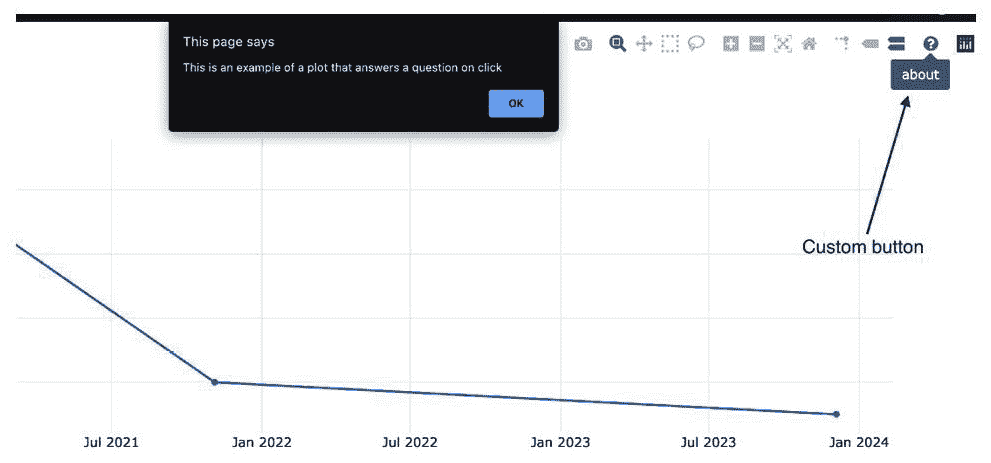 This page says
This is an example of a plot that answers a question on click
OK
?
about
Custom button
Jul 2021
Jan 2022
Jul 2022
Jan 2023
Jul 2023
Jan 2024